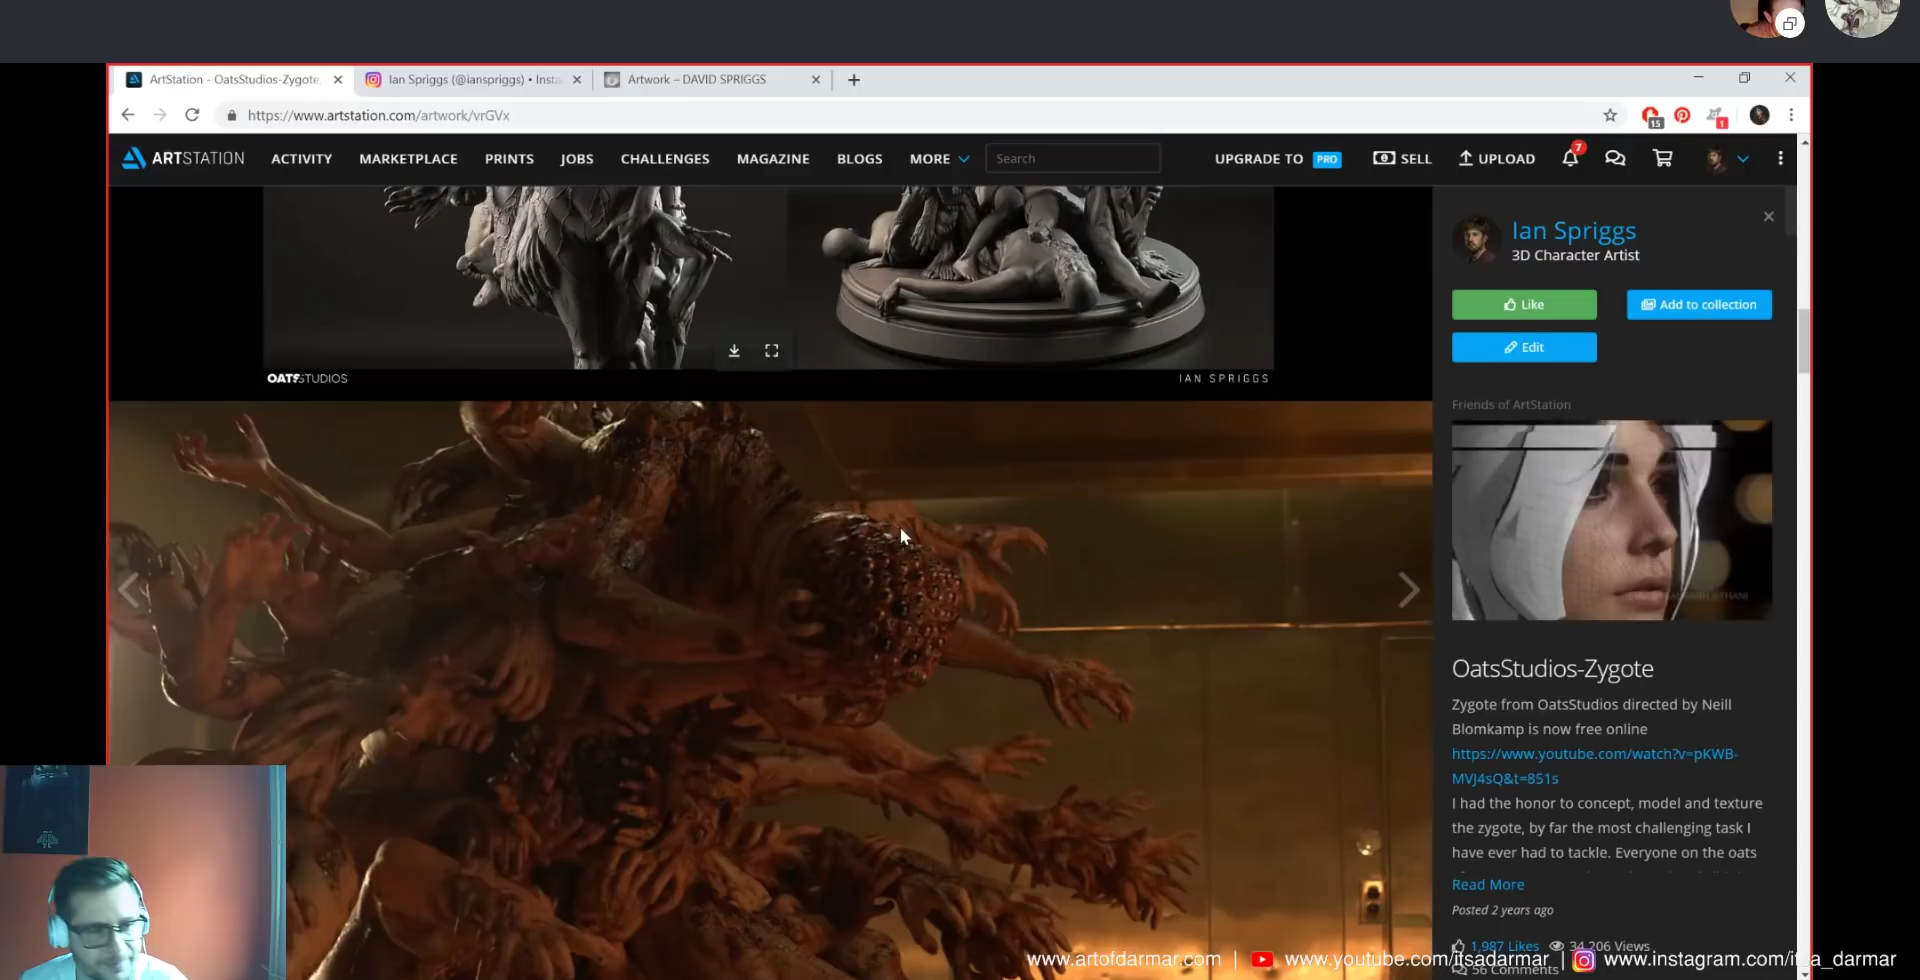 ArtStation - OatsStudios-Zygote
Ian Spriggs (@ianspriggs) • Insta
Artwork – DAVID SPRIGGS
https://www.artstation.com/artwork/vrGVx
15
1
ARTSTATION
ACTIVITY
MARKETPLACE
PRINTS
JOBS
CHALLENGES
MAGAZINE
BLOGS
MORE
Search
UPGRADE TO PRO
SELL
UPLOAD
7
OATSSTUDIOS
IAN SPRIGGS
Ian Spriggs
3D Character Artist
Like
Add to collection
Edit
Friends of ArtStation
OatsStudios-Zygote
Zygote from OatsStudios directed by Neill
Blomkamp is now free online
https://www.youtube.com/watch?v=pKWB-
MVJ4sQ&t=851s
I had the honor to concept, model and texture
the zygote, by far the most challenging task I
have ever had to tackle. Everyone on the oats
Read More
Posted 2 years ago
1,987 Likes 34,206 Views
56 Comments
www.artofdarmar.com | www.youtube.com/itsadarmar | www.instagram.com/itsa_darmar